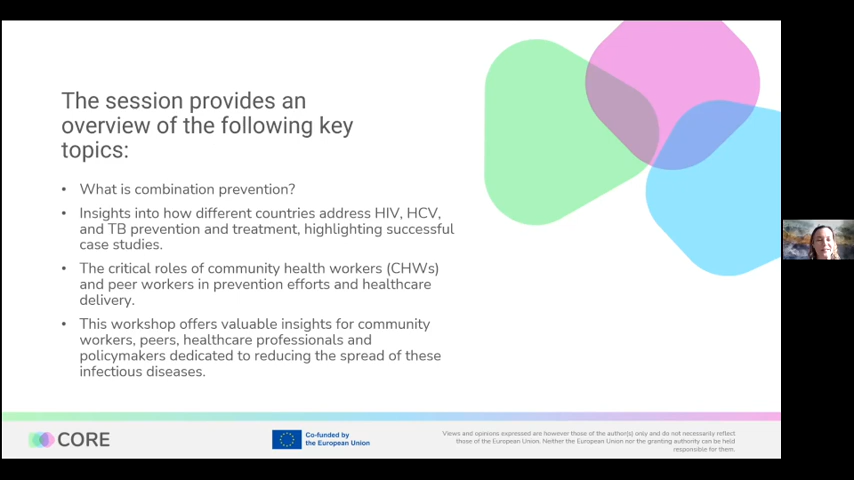 The session provides an
overview of the following key
topics:
• What is combination prevention?
• Insights into how different countries address HIV, HCV,
and TB prevention and treatment, highlighting successful
case studies.
• The critical roles of community health workers (CHWs)
and peer workers in prevention efforts and healthcare
delivery.
• This workshop offers valuable insights for community
workers, peers, healthcare professionals and
policymakers dedicated to reducing the spread of these
infectious diseases.
CORE
Co-funded by
the European Union
Views and opinions expressed are however those of the author(s) only and do not necessarily reflect
those of the European Union. Neither the European Union nor the granting authority can be held
responsible for them.